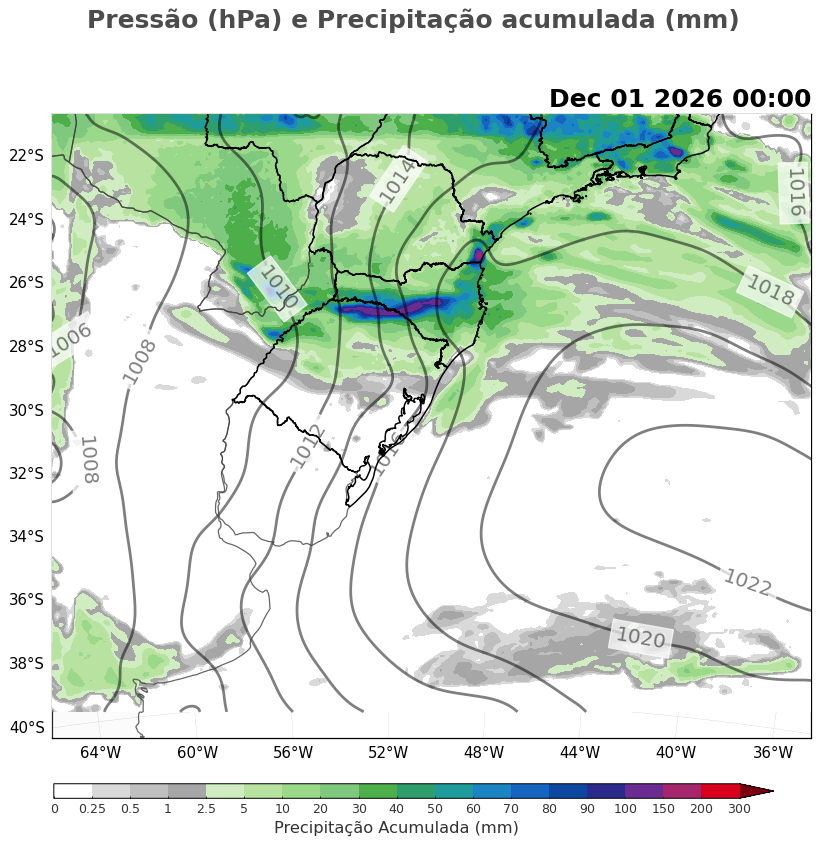 Pressão (hPa) e Precipitação acumulada (mm)
Dec 01 2026 00:00
22°S
24°S
26°S
28°S
30°S
32°S
34°S
36°S
38°S
40°S
1014
1016
1010
1018
1006
1008
1008
1012
1016
1022
1020
64°W 60°W 56°W 52°W 48°W 44°W 40°W 36°W
0 0.25 0.5 1 2.5 5 10 20 30 40 50 60 70 80 90 100 150 200 300
Precipitação Acumulada (mm)